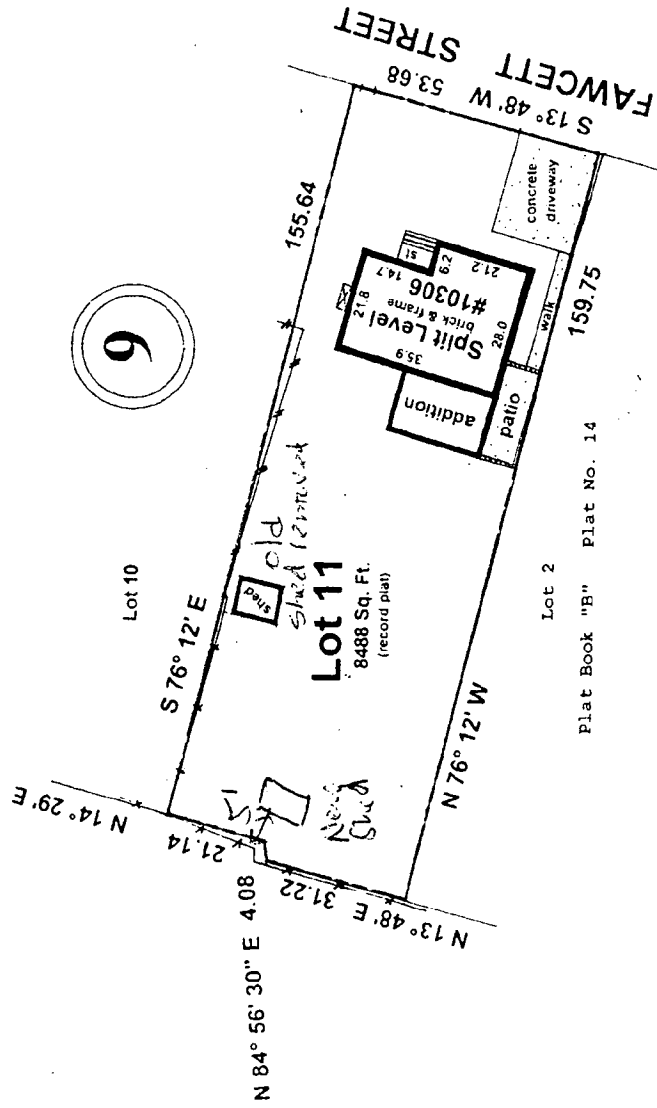 FAWCETT STREET
S 13° 48' W 53.68
155.64
9
concrete
driveway
st
6.2
21.2
14.7
21.8
Split Level
brick & frame
#10306
35.9
28.0
walk
159.75
addition
patio
Lot 10
S 76° 12' E
shed
old
shed removed
Lot 11
8488 Sq. Ft.
(record plat)
Lot 2
Plat Book "B" Plat No. 14
N 76° 12' W
New
Shed
N 14° 29' E
21.14
N 84° 56' 30" E 4.08
31.22
N 13° 48' E